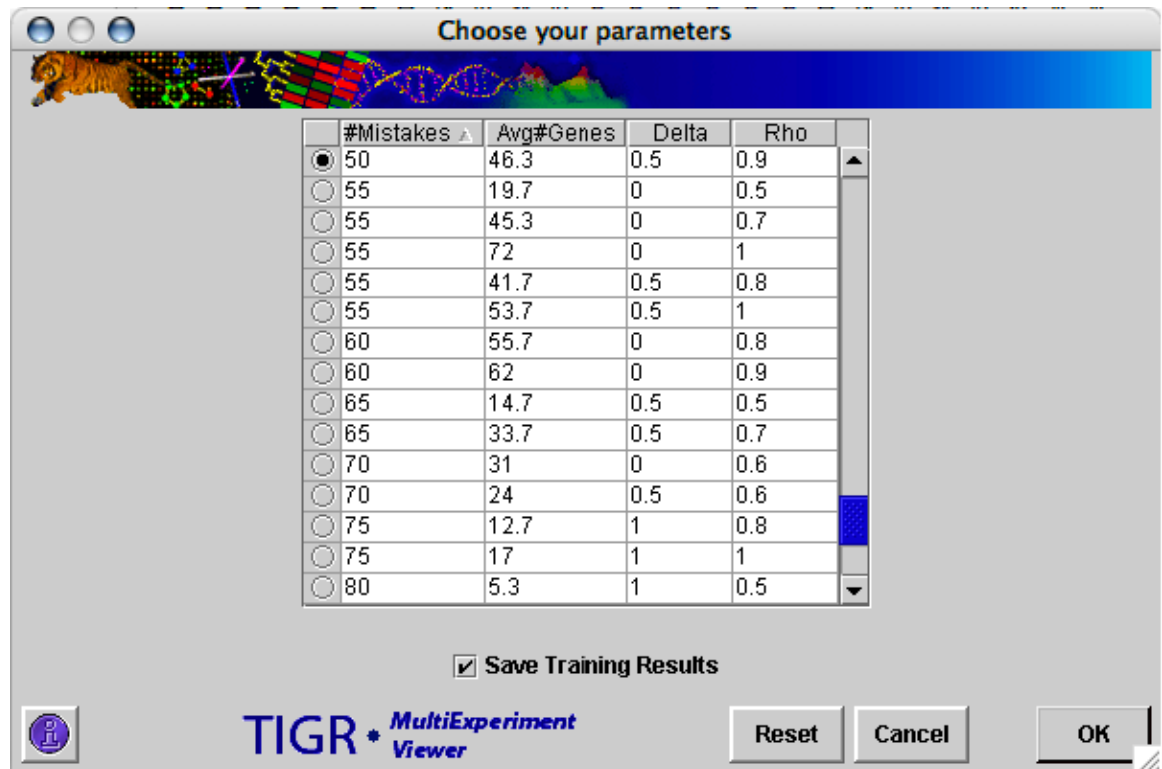 Choose your parameters
#Mistakes Avg#Genes Delta Rho
50 46.3 0.5 0.9
55 19.7 0 0.5
55 45.3 0 0.7
55 72 0 1
55 41.7 0.5 0.8
55 53.7 0.5 1
60 55.7 0 0.8
60 62 0 0.9
65 14.7 0.5 0.5
65 33.7 0.5 0.7
70 31 0 0.6
70 24 0.5 0.6
75 12.7 1 0.8
75 17 1 1
80 5.3 1 0.5
Save Training Results
TIGR • MultiExperiment
Viewer
Reset Cancel OK